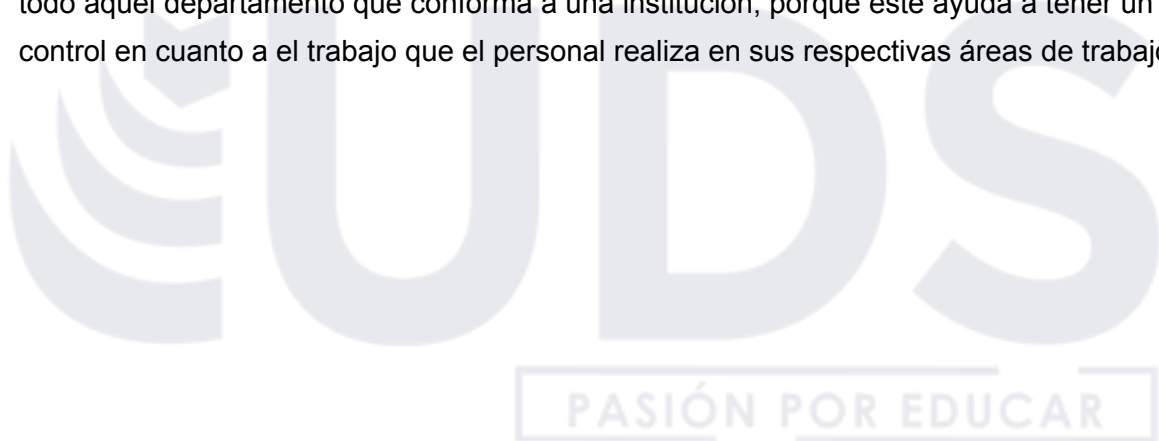 todo aquel departamento que conforma a una institución, porque este ayuda a tener un
control en cuanto a el trabajo que el personal realiza en sus respectivas áreas de trabajo
UDS
PASIÓN POR EDUCAR